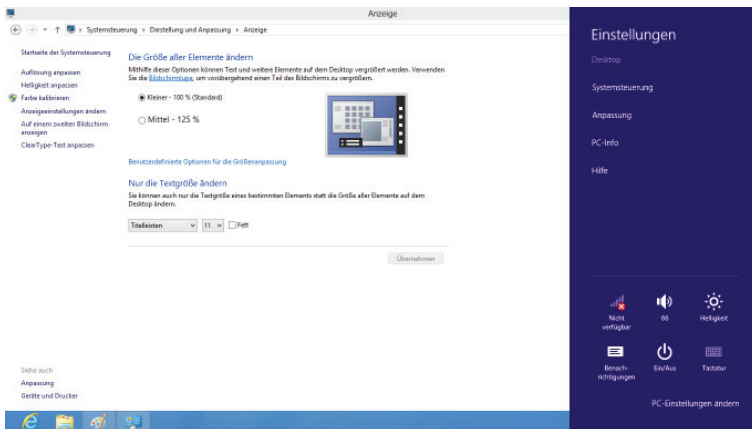 Anzeige
Systemsteuerung
Darstellung und Anpassung
Anzeige
Startseite der Systemsteuerung
Auflösung anpassen
Helligkeit anpassen
Farbe kalibrieren
Anzeigeeinstellungen ändern
Auf einem zweiten Bildschirm
anzeigen
ClearType-Text anpassen
Die Größe aller Elemente ändern
Mithilfe dieser Optionen können Text und weitere Elemente auf dem Desktop vergrößert werden. Verwenden
Sie die Bildschirmlupe, um vorübergehend einen Teil des Bildschirms zu vergrößern.
Kleiner - 100 % (Standard)
Mittel - 125 %
Benutzerdefinierte Optionen für die Größenanpassung
Nur die Textgröße ändern
Sie können auch nur die Textgröße eines bestimmten Elements statt die Größe aller Elemente auf dem
Desktop ändern.
Titelleisten 11 Fett
Übernehmen
Siehe auch
Anpassung
Geräte und Drucker
Einstellungen
Desktop
Systemsteuerung
Anpassung
PC-Info
Hilfe
Nicht
verfügbar
66
Helligkeit
Benach-
richtigungen
Ein/Aus
Tastatur
PC-Einstellungen ändern